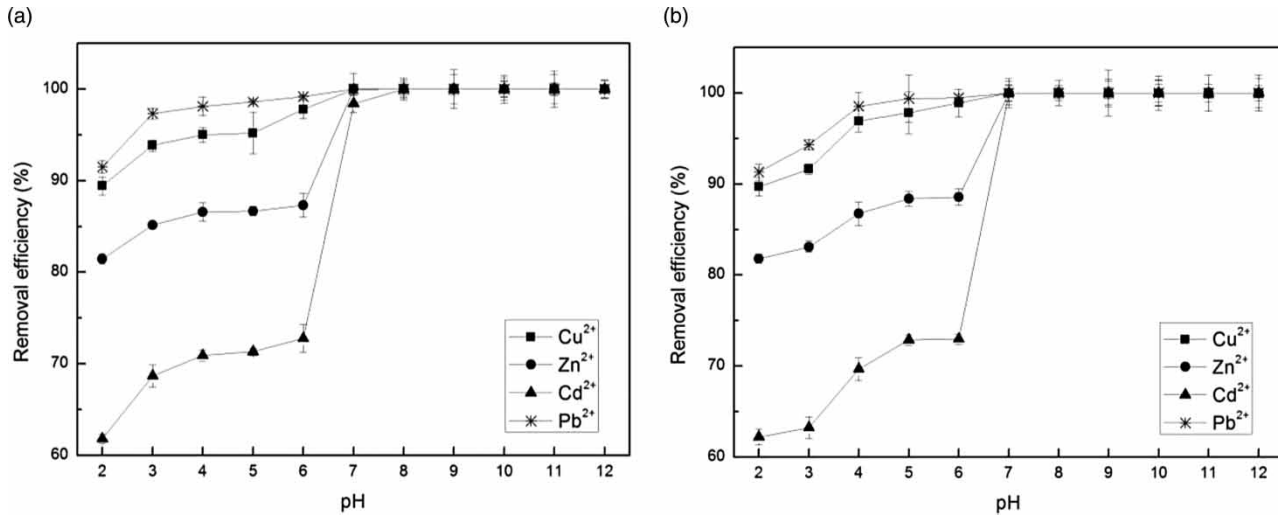 (a)
Removal efficiency (%)
100
90
80
70
60
2 3 4 5 6 7 8 9 10 11 12
pH
Cu²⁺
Zn²⁺
Cd²⁺
Pb²⁺
(b)
Removal efficiency (%)
100
90
80
70
60
2 3 4 5 6 7 8 9 10 11 12
pH
Cu²⁺
Zn²⁺
Cd²⁺
Pb²⁺